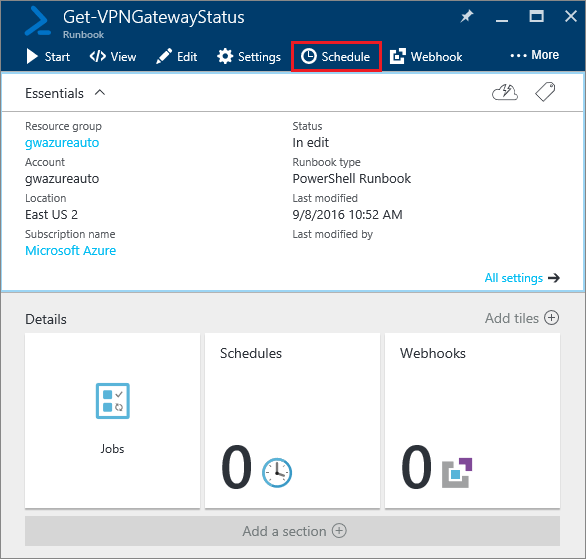 Get-VPNGatewayStatus
Runbook
Start View Edit Settings Schedule Webhook More
Essentials
Resource group
gwazureauto
Account
gwazureauto
Location
East US 2
Subscription name
Microsoft Azure
Status
In edit
Runbook type
PowerShell Runbook
Last modified
9/8/2016 10:52 AM
Last modified by
All settings
Details
Add tiles
Jobs
Schedules
0
Webhooks
0
Add a section